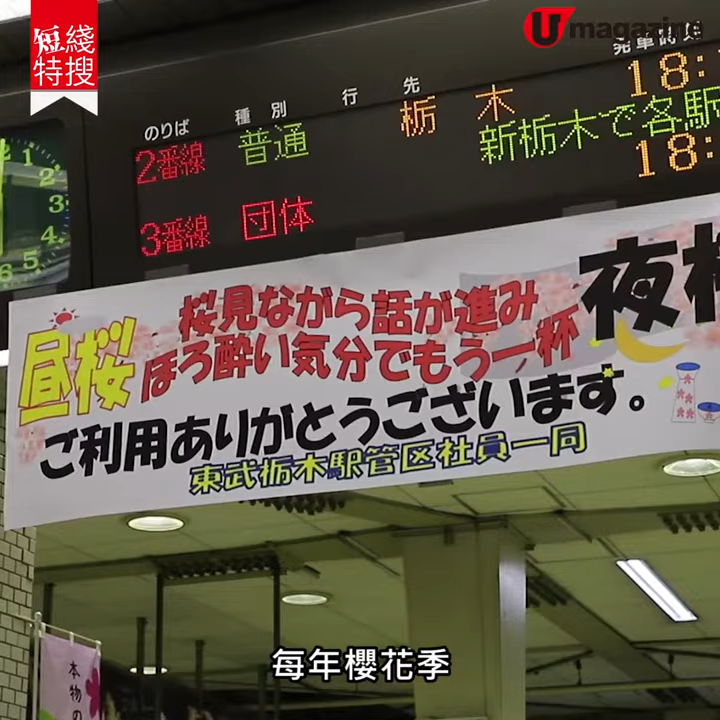 短綫
特搜
U magazine
のりば 種別 行先 発車時刻
2番線 普通 栃木 18:
新栃木で各駅
3番線 団体 18:
昼桜
桜見ながら話が進み
ほろ酔い気分でもう一杯
夜桜
ご利用ありがとうございます。
東武栃木駅管区社員一同
本物の
每年櫻花季